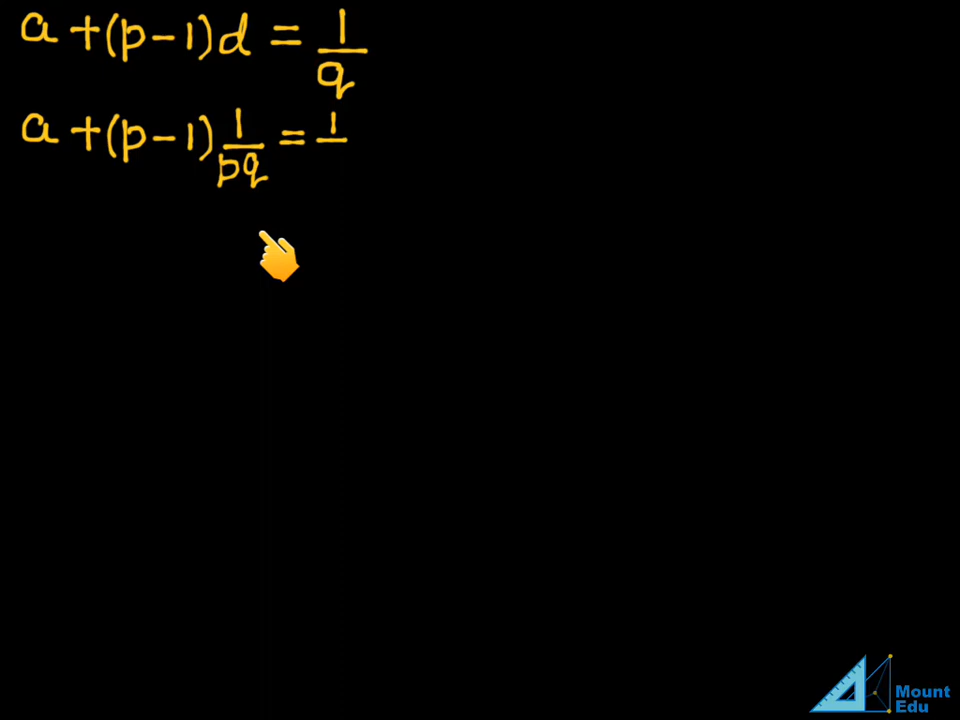 a + (p - 1) d = 1/q
a + (p - 1) 1/pq = 1/
Mount
Edu